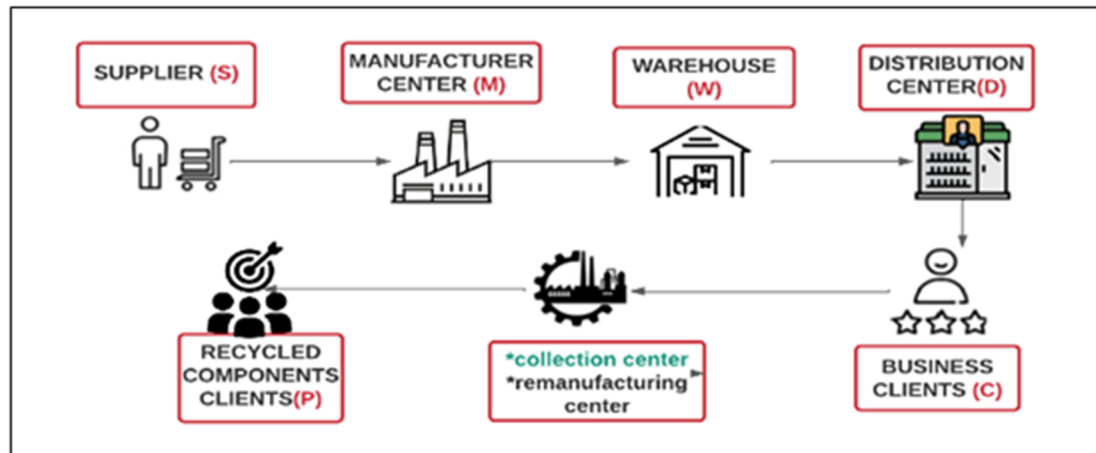 SUPPLIER (S)
MANUFACTURER
CENTER (M)
WAREHOUSE
(W)
DISTRIBUTION
CENTER(D)
RECYCLED
COMPONENTS
CLIENTS(P)
*collection center
*remanufacturing
center
BUSINESS
CLIENTS (C)